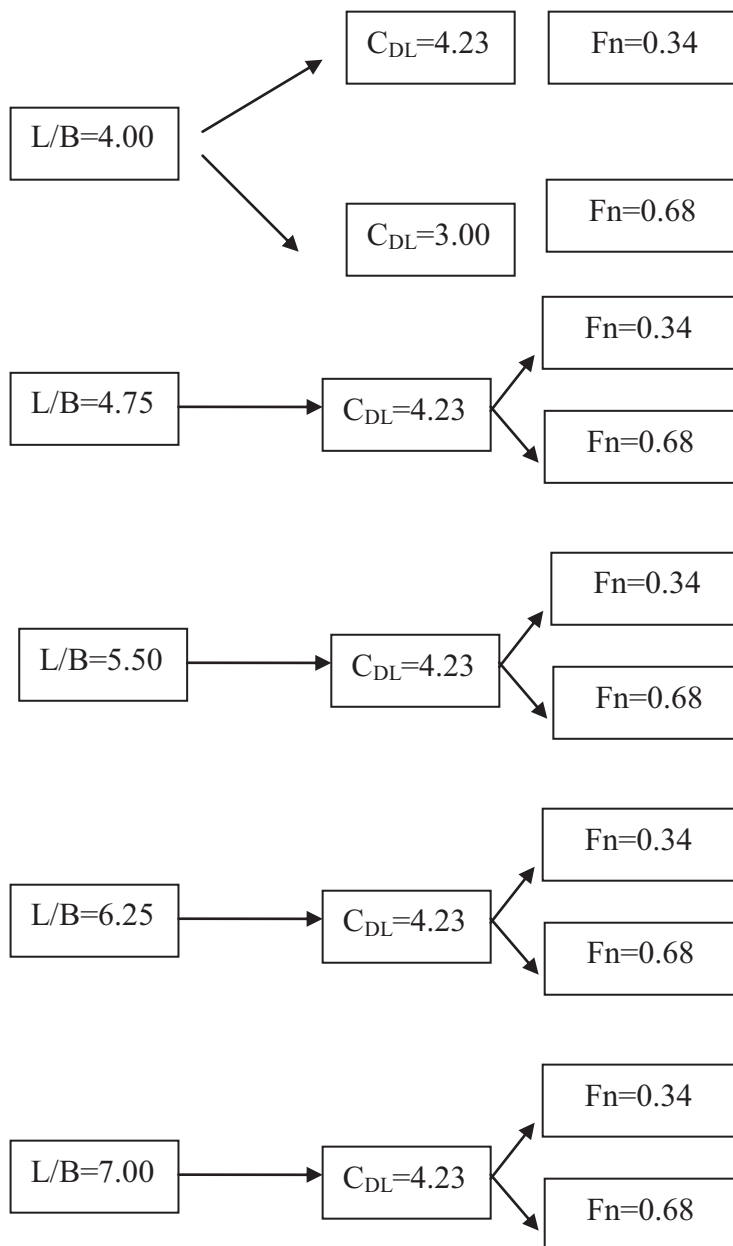 C_DL=4.23 Fn=0.34
L/B=4.00
C_DL=3.00 Fn=0.68
Fn=0.34
L/B=4.75 C_DL=4.23
Fn=0.68
Fn=0.34
L/B=5.50 C_DL=4.23
Fn=0.68
Fn=0.34
L/B=6.25 C_DL=4.23
Fn=0.68
Fn=0.34
L/B=7.00 C_DL=4.23
Fn=0.68